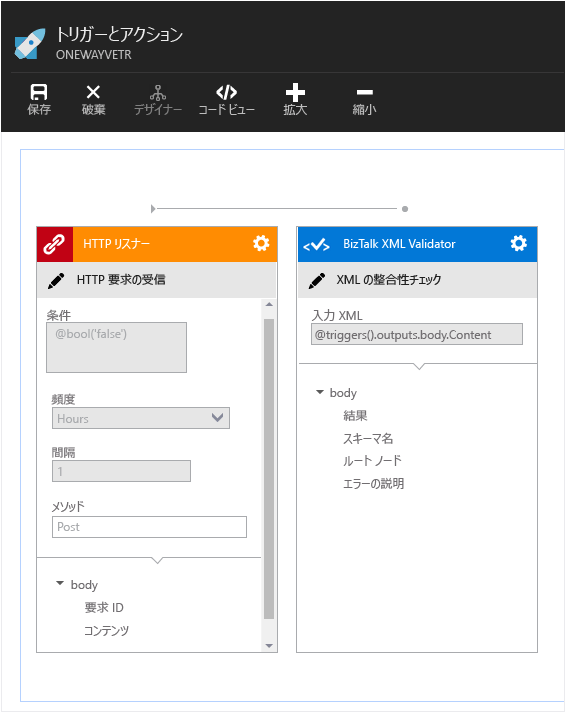 トリガーとアクション
ONEWAYVETR
保存 破棄 デザイナー コードビュー 拡大 縮小
HTTP リスナー
HTTP 要求の受信
条件
@bool('false')
頻度
Hours
間隔
1
メソッド
Post
body
要求 ID
コンテンツ
BizTalk XML Validator
XML の整合性チェック
入力 XML
@triggers().outputs.body.Content
body
結果
スキーマ名
ルート ノード
エラーの説明